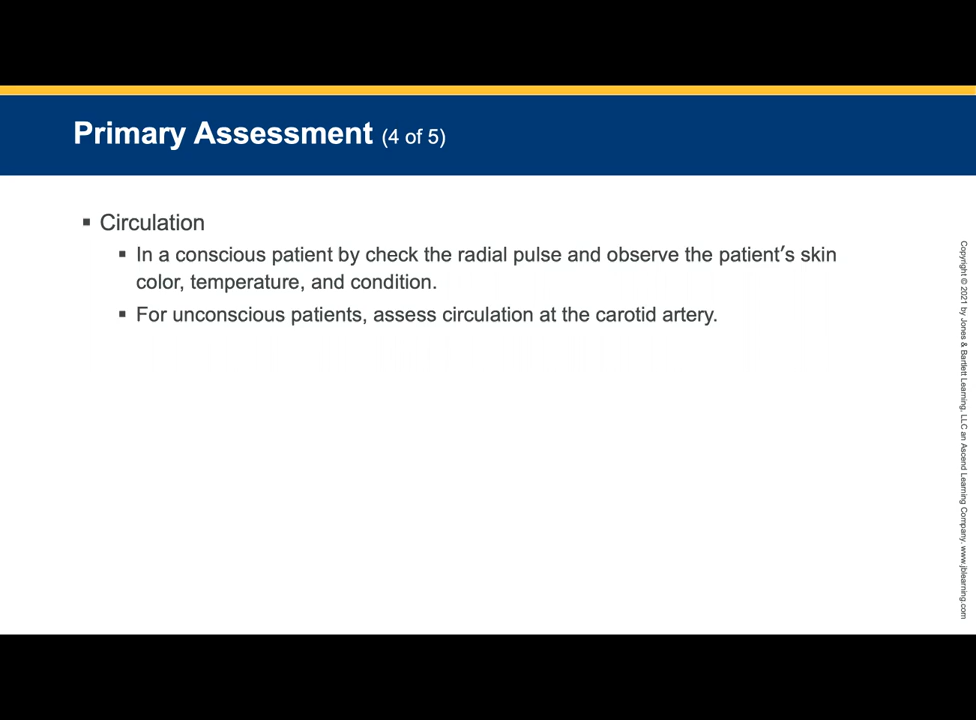 Primary Assessment (4 of 5)
▪ Circulation
▪ In a conscious patient by check the radial pulse and observe the patient’s skin
color, temperature, and condition.
▪ For unconscious patients, assess circulation at the carotid artery.
Copyright © 2021 by Jones & Bartlett Learning, LLC an Ascend Learning Company. www.jblearning.com